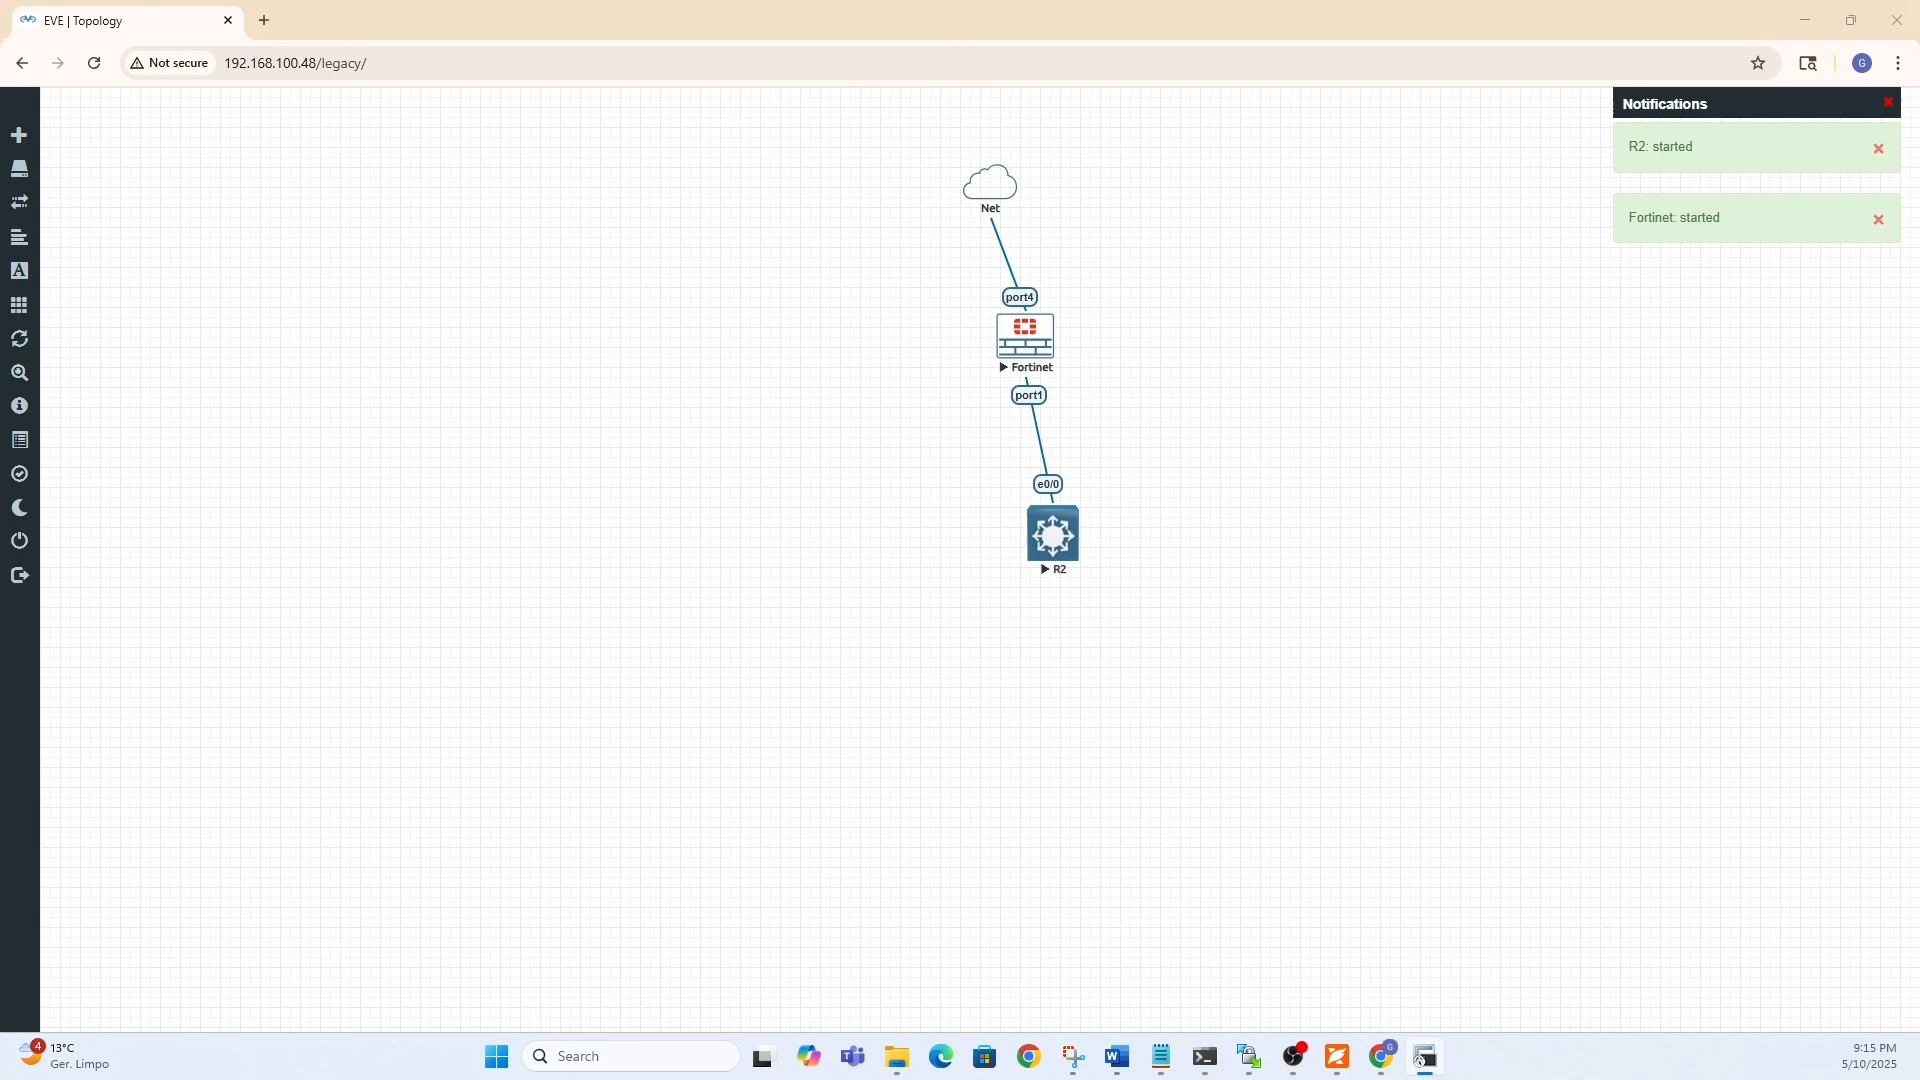 EVE | Topology
Not secure
192.168.100.48/legacy/
G
Notifications
R2: started
Fortinet: started
Net
port4
Fortinet
port1
e0/0
R2
A
4
13°C
Ger. Limpo
Search
G
9:15 PM
5/10/2025